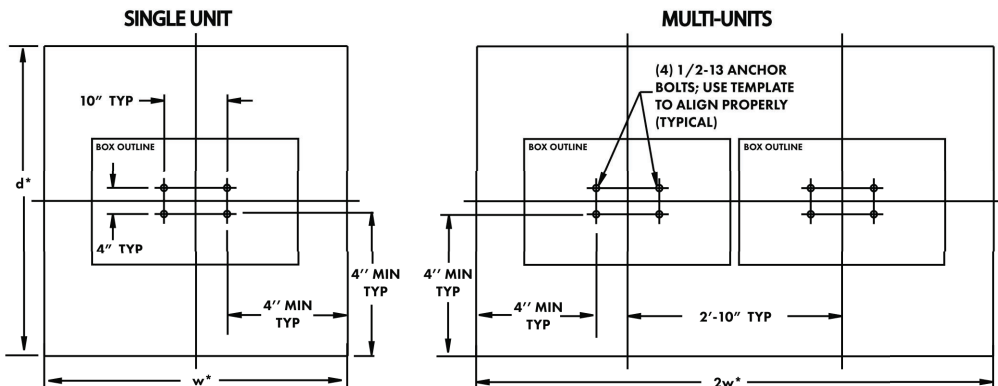 SINGLE UNIT
10" TYP
BOX OUTLINE
d*
4" TYP
4'' MIN
TYP
4'' MIN
TYP
w*
MULTI-UNITS
(4) 1/2-13 ANCHOR
BOLTS; USE TEMPLATE
TO ALIGN PROPERLY
(TYPICAL)
BOX OUTLINE
BOX OUTLINE
4'' MIN
TYP
4'' MIN
TYP
2'-10" TYP
2w*